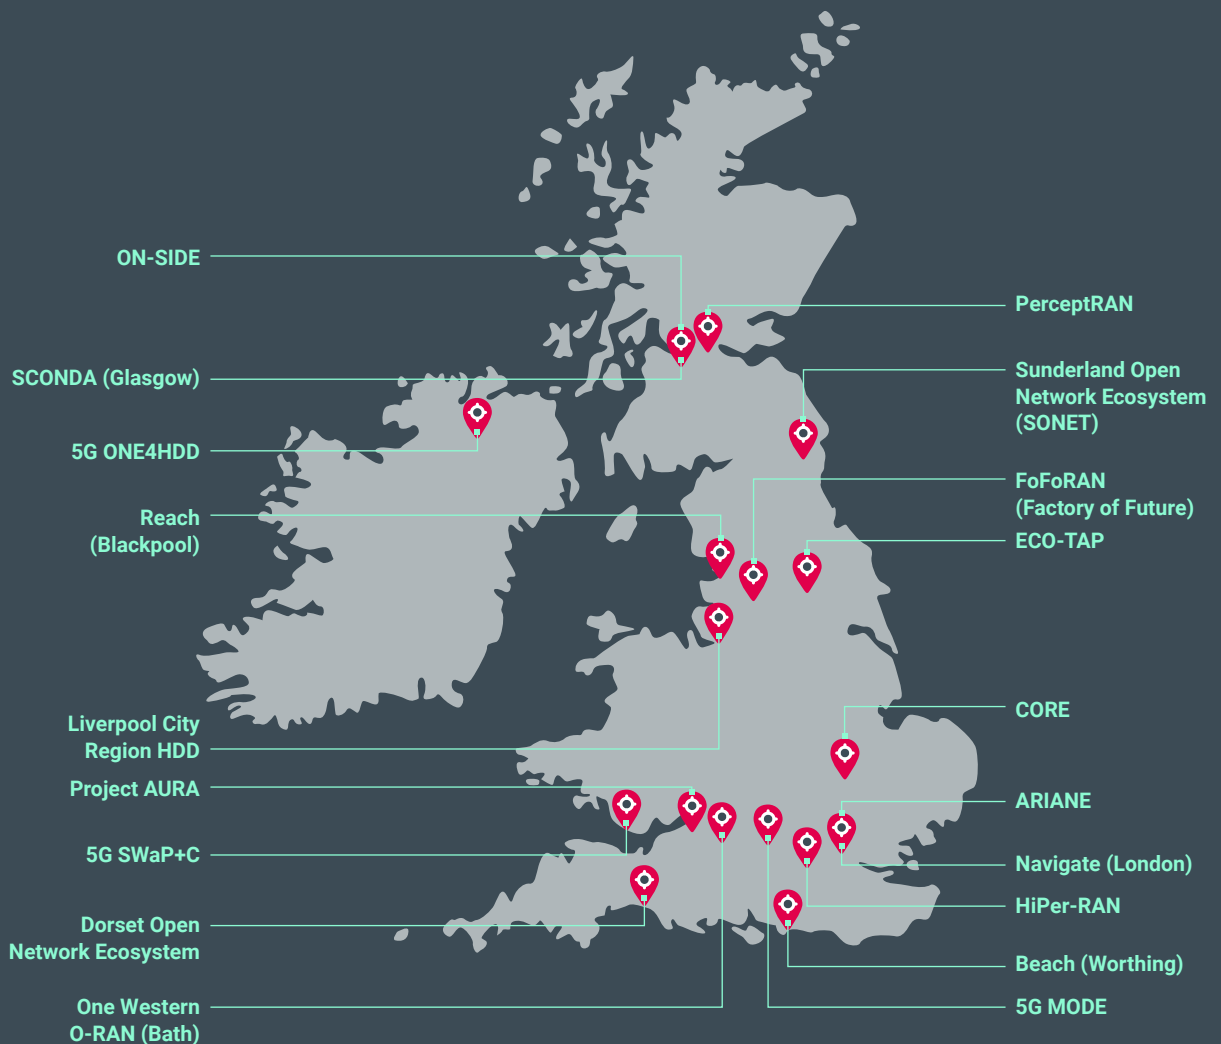 ON-SIDE
SCONDA (Glasgow)
5G ONE4HDD
Reach
(Blackpool)
Liverpool City
Region HDD
Project AURA
5G SWaP+C
Dorset Open
Network Ecosystem
One Western
O-RAN (Bath)
PerceptRAN
Sunderland Open
Network Ecosystem
(SONET)
FoFoRAN
(Factory of Future)
ECO-TAP
CORE
ARIANE
Navigate (London)
HiPer-RAN
Beach (Worthing)
5G MODE